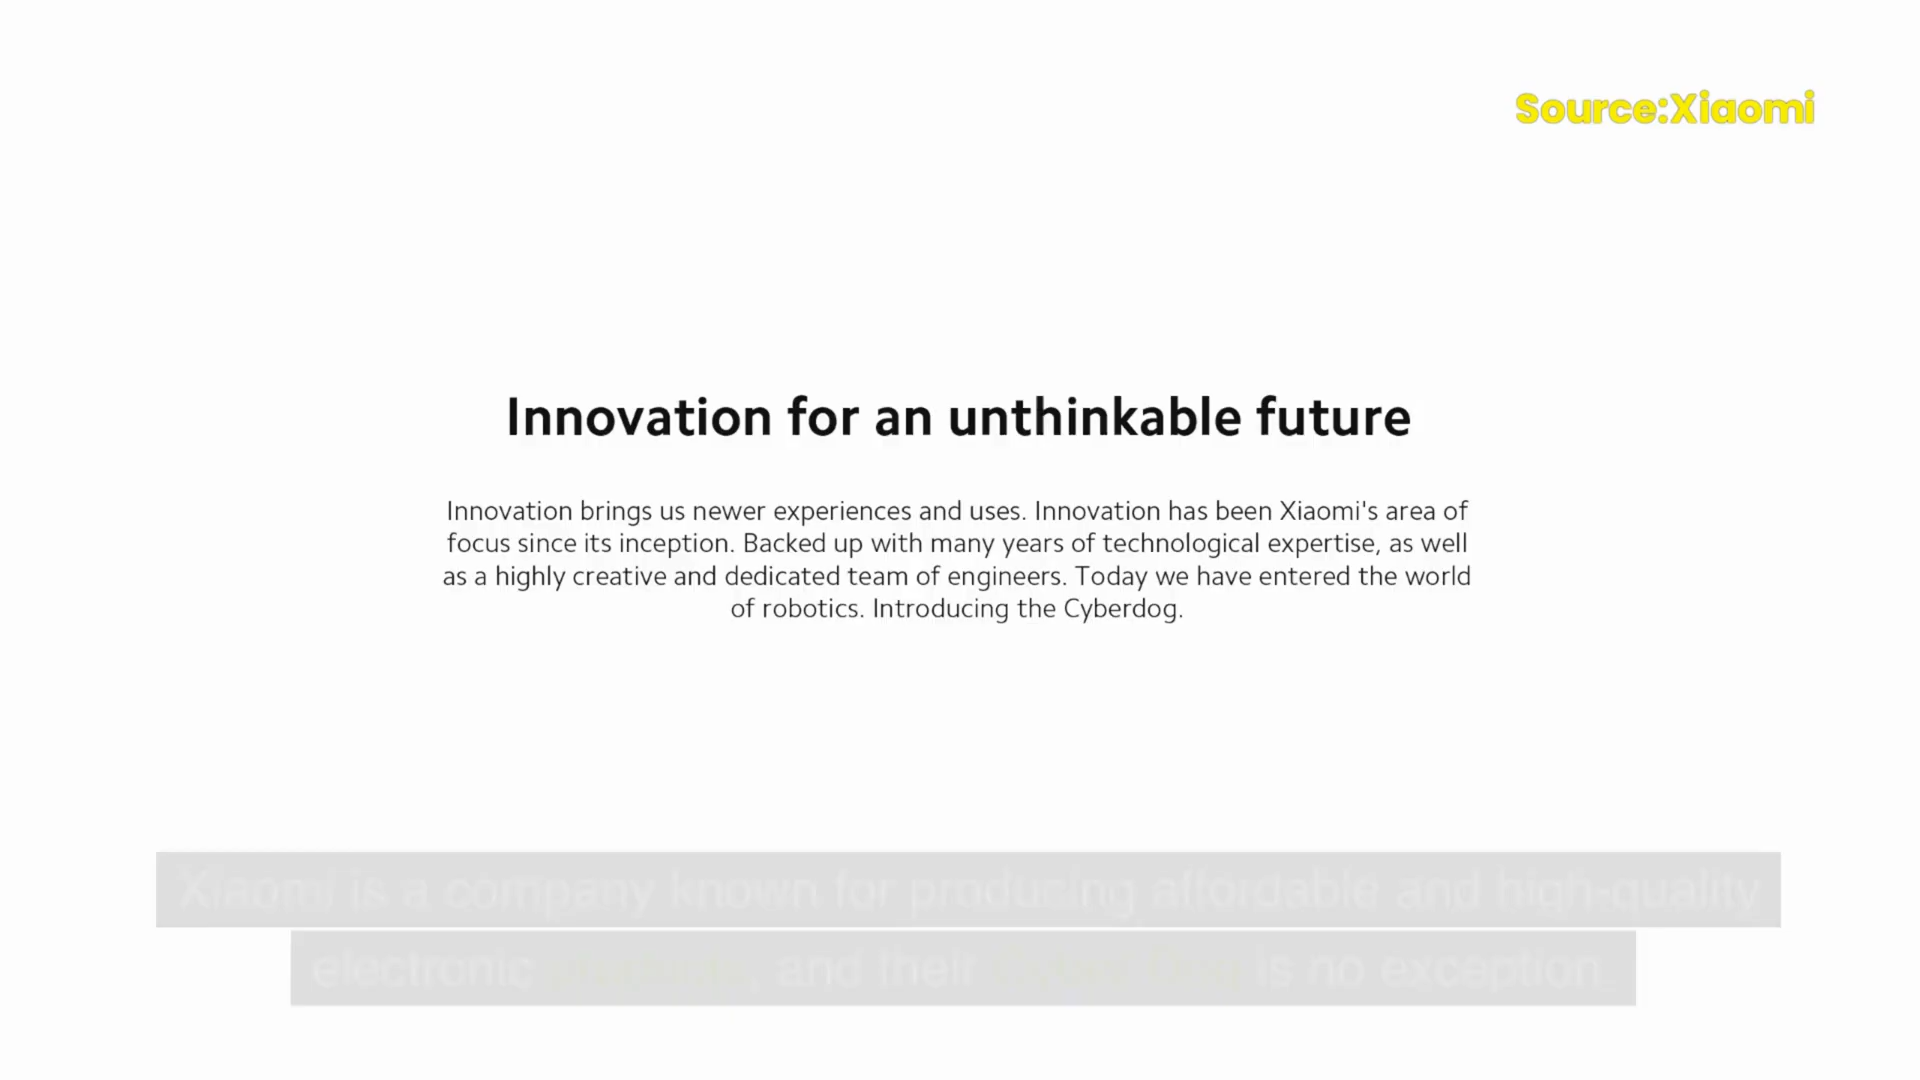 Source:Xiaomi
Innovation for an unthinkable future
Innovation brings us newer experiences and uses. Innovation has been Xiaomi's area of
focus since its inception. Backed up with many years of technological expertise, as well
as a highly creative and dedicated team of engineers. Today we have entered the world
of robotics. Introducing the Cyberdog.
Xiaomi is a company known for producing affordable and high-quality
electronic and their is no exception.